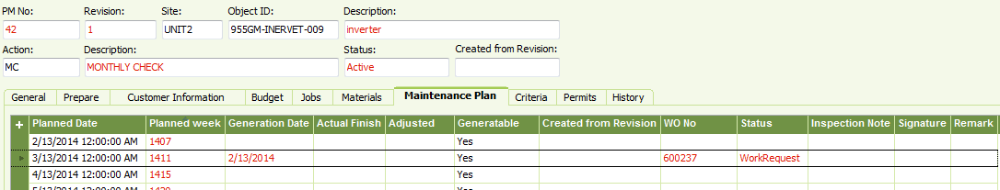 PM No: Revision: Site: Object ID: Description:
42 1 UNIT2 955GM-INERVET-009 inverter
Action: Description: Status: Created from Revision:
MC MONTHLY CHECK Active
General Prepare Customer Information Budget Jobs Materials Maintenance Plan Criteria Permits History
+ Planned Date Planned week Generation Date Actual Finish Adjusted Generatable Created from Revision WO No Status Inspection Note Signature Remark
2/13/2014 12:00:00 AM 1407 Yes
3/13/2014 12:00:00 AM 1411 2/13/2014 Yes 600237 WorkRequest
4/13/2014 12:00:00 AM 1415 Yes